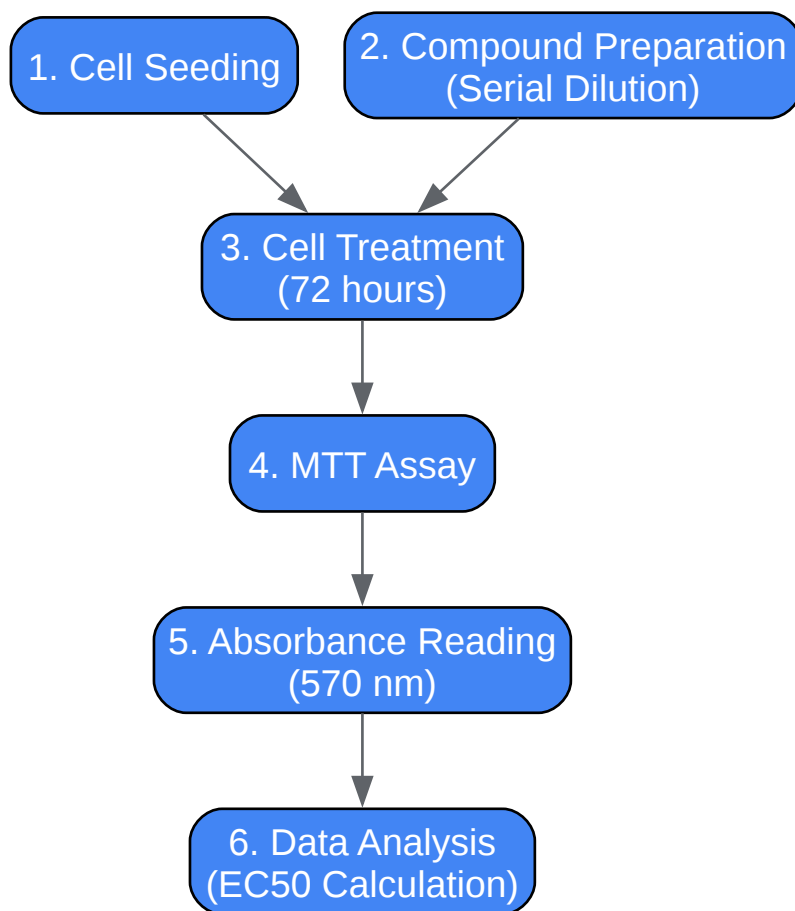 1. Cell Seeding
2. Compound Preparation
(Serial Dilution)
3. Cell Treatment
(72 hours)
4. MTT Assay
5. Absorbance Reading
(570 nm)
6. Data Analysis
(EC50 Calculation)